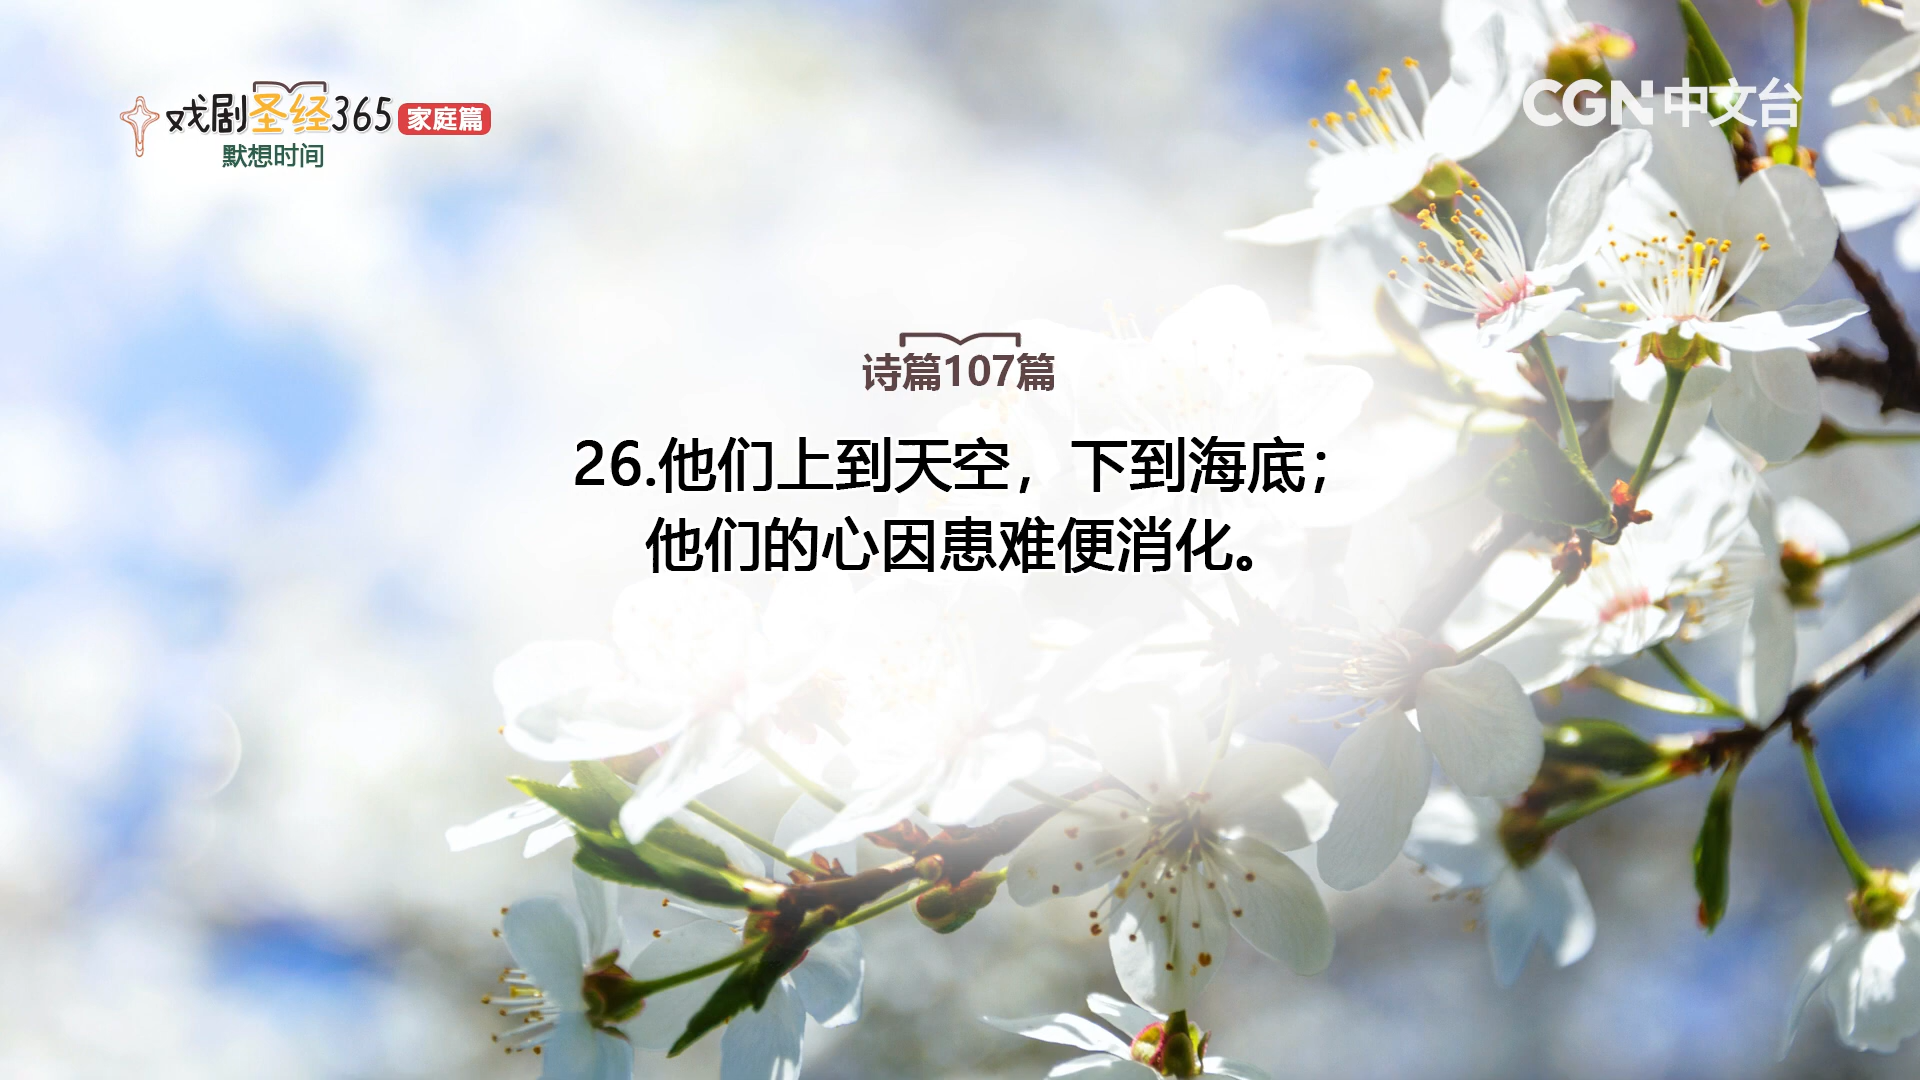 戏剧圣经365 家庭篇
默想时间
CGN中文台
诗篇107篇
26.他们上到天空，下到海底；
他们的心因患难便消化。